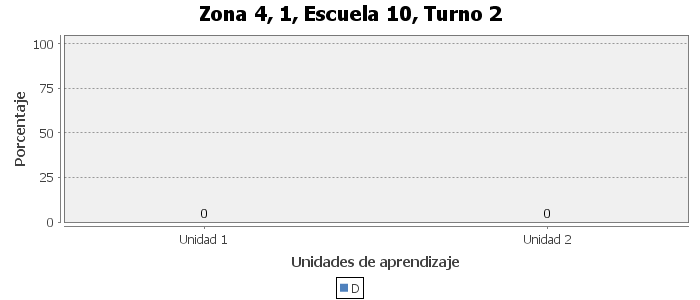 Zona 4, 1, Escuela 10, Turno 2
Porcentaje
100
75
50
25
0
0
0
Unidad 1
Unidad 2
Unidades de aprendizaje
D